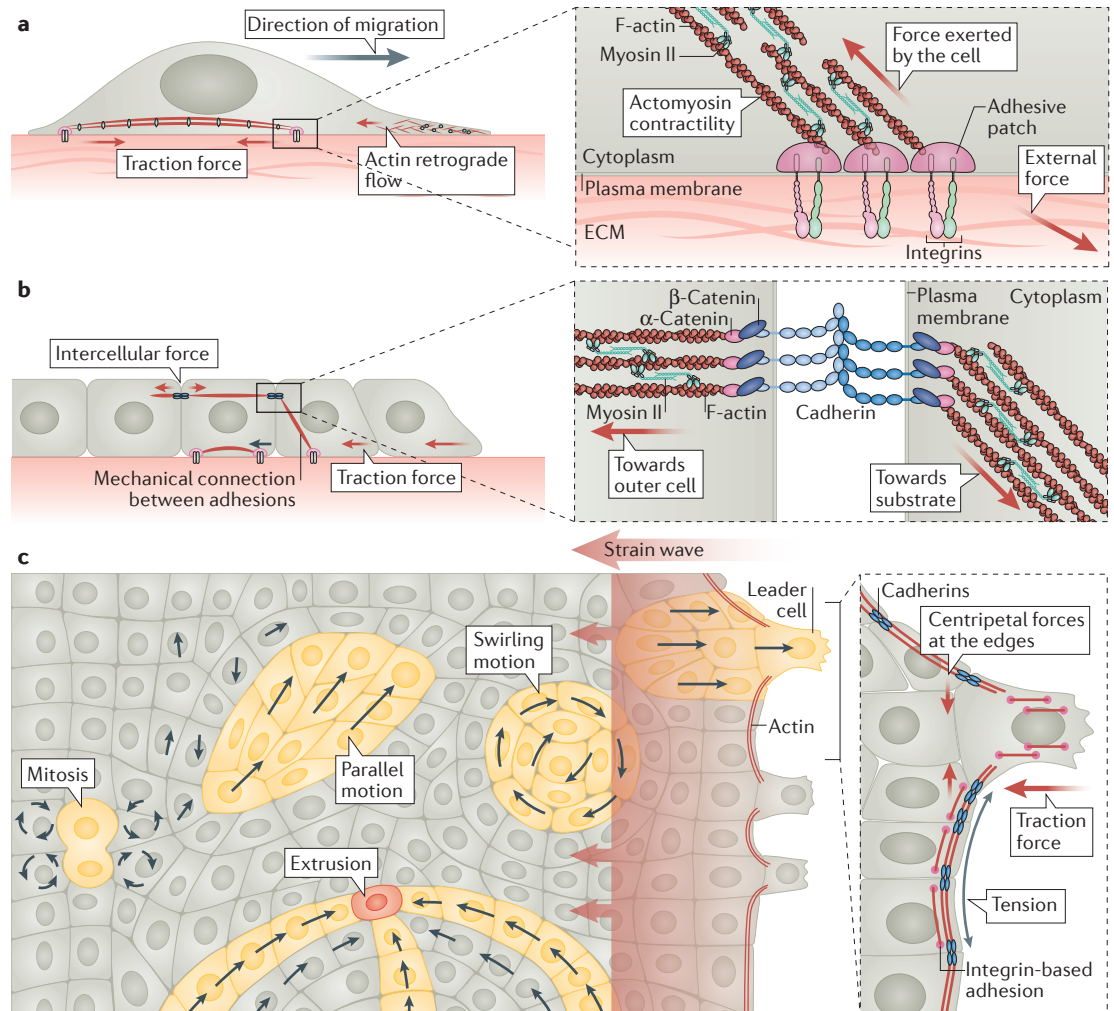 a
Direction of migration
Traction force
Actin retrograde
flow
F-actin
Myosin II
Actomyosin
contractility
Force exerted
by the cell
Adhesive
patch
Cytoplasm
Plasma membrane
ECM
External
force
Integrins
b
Intercellular force
Mechanical connection
between adhesions
Traction force
β-Catenin
α-Catenin
Plasma
membrane
Cytoplasm
Myosin II
F-actin
Cadherin
Towards
outer cell
Towards
substrate
c
Strain wave
Leader
cell
Swirling
motion
Actin
Parallel
motion
Mitosis
Extrusion
Cadherins
Centripetal forces
at the edges
Traction
force
Tension
Integrin-based
adhesion